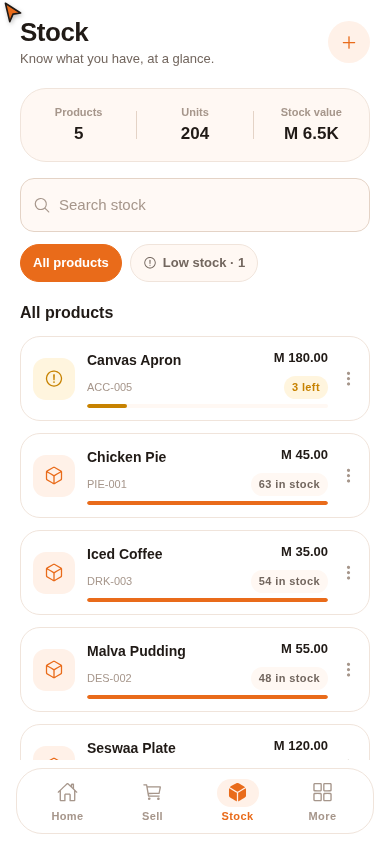 Stock
Know what you have, at a glance.
Products
Units
Stock value
5
204
M 6.5K
Search stock
All products
Low stock · 1
All products
Canvas Apron
M 180.00
ACC-005
3 left
Chicken Pie
M 45.00
PIE-001
63 in stock
Iced Coffee
M 35.00
DRK-003
54 in stock
Malva Pudding
M 55.00
DES-002
48 in stock
Seswaa Plate
M 120.00
Home
Sell
Stock
More